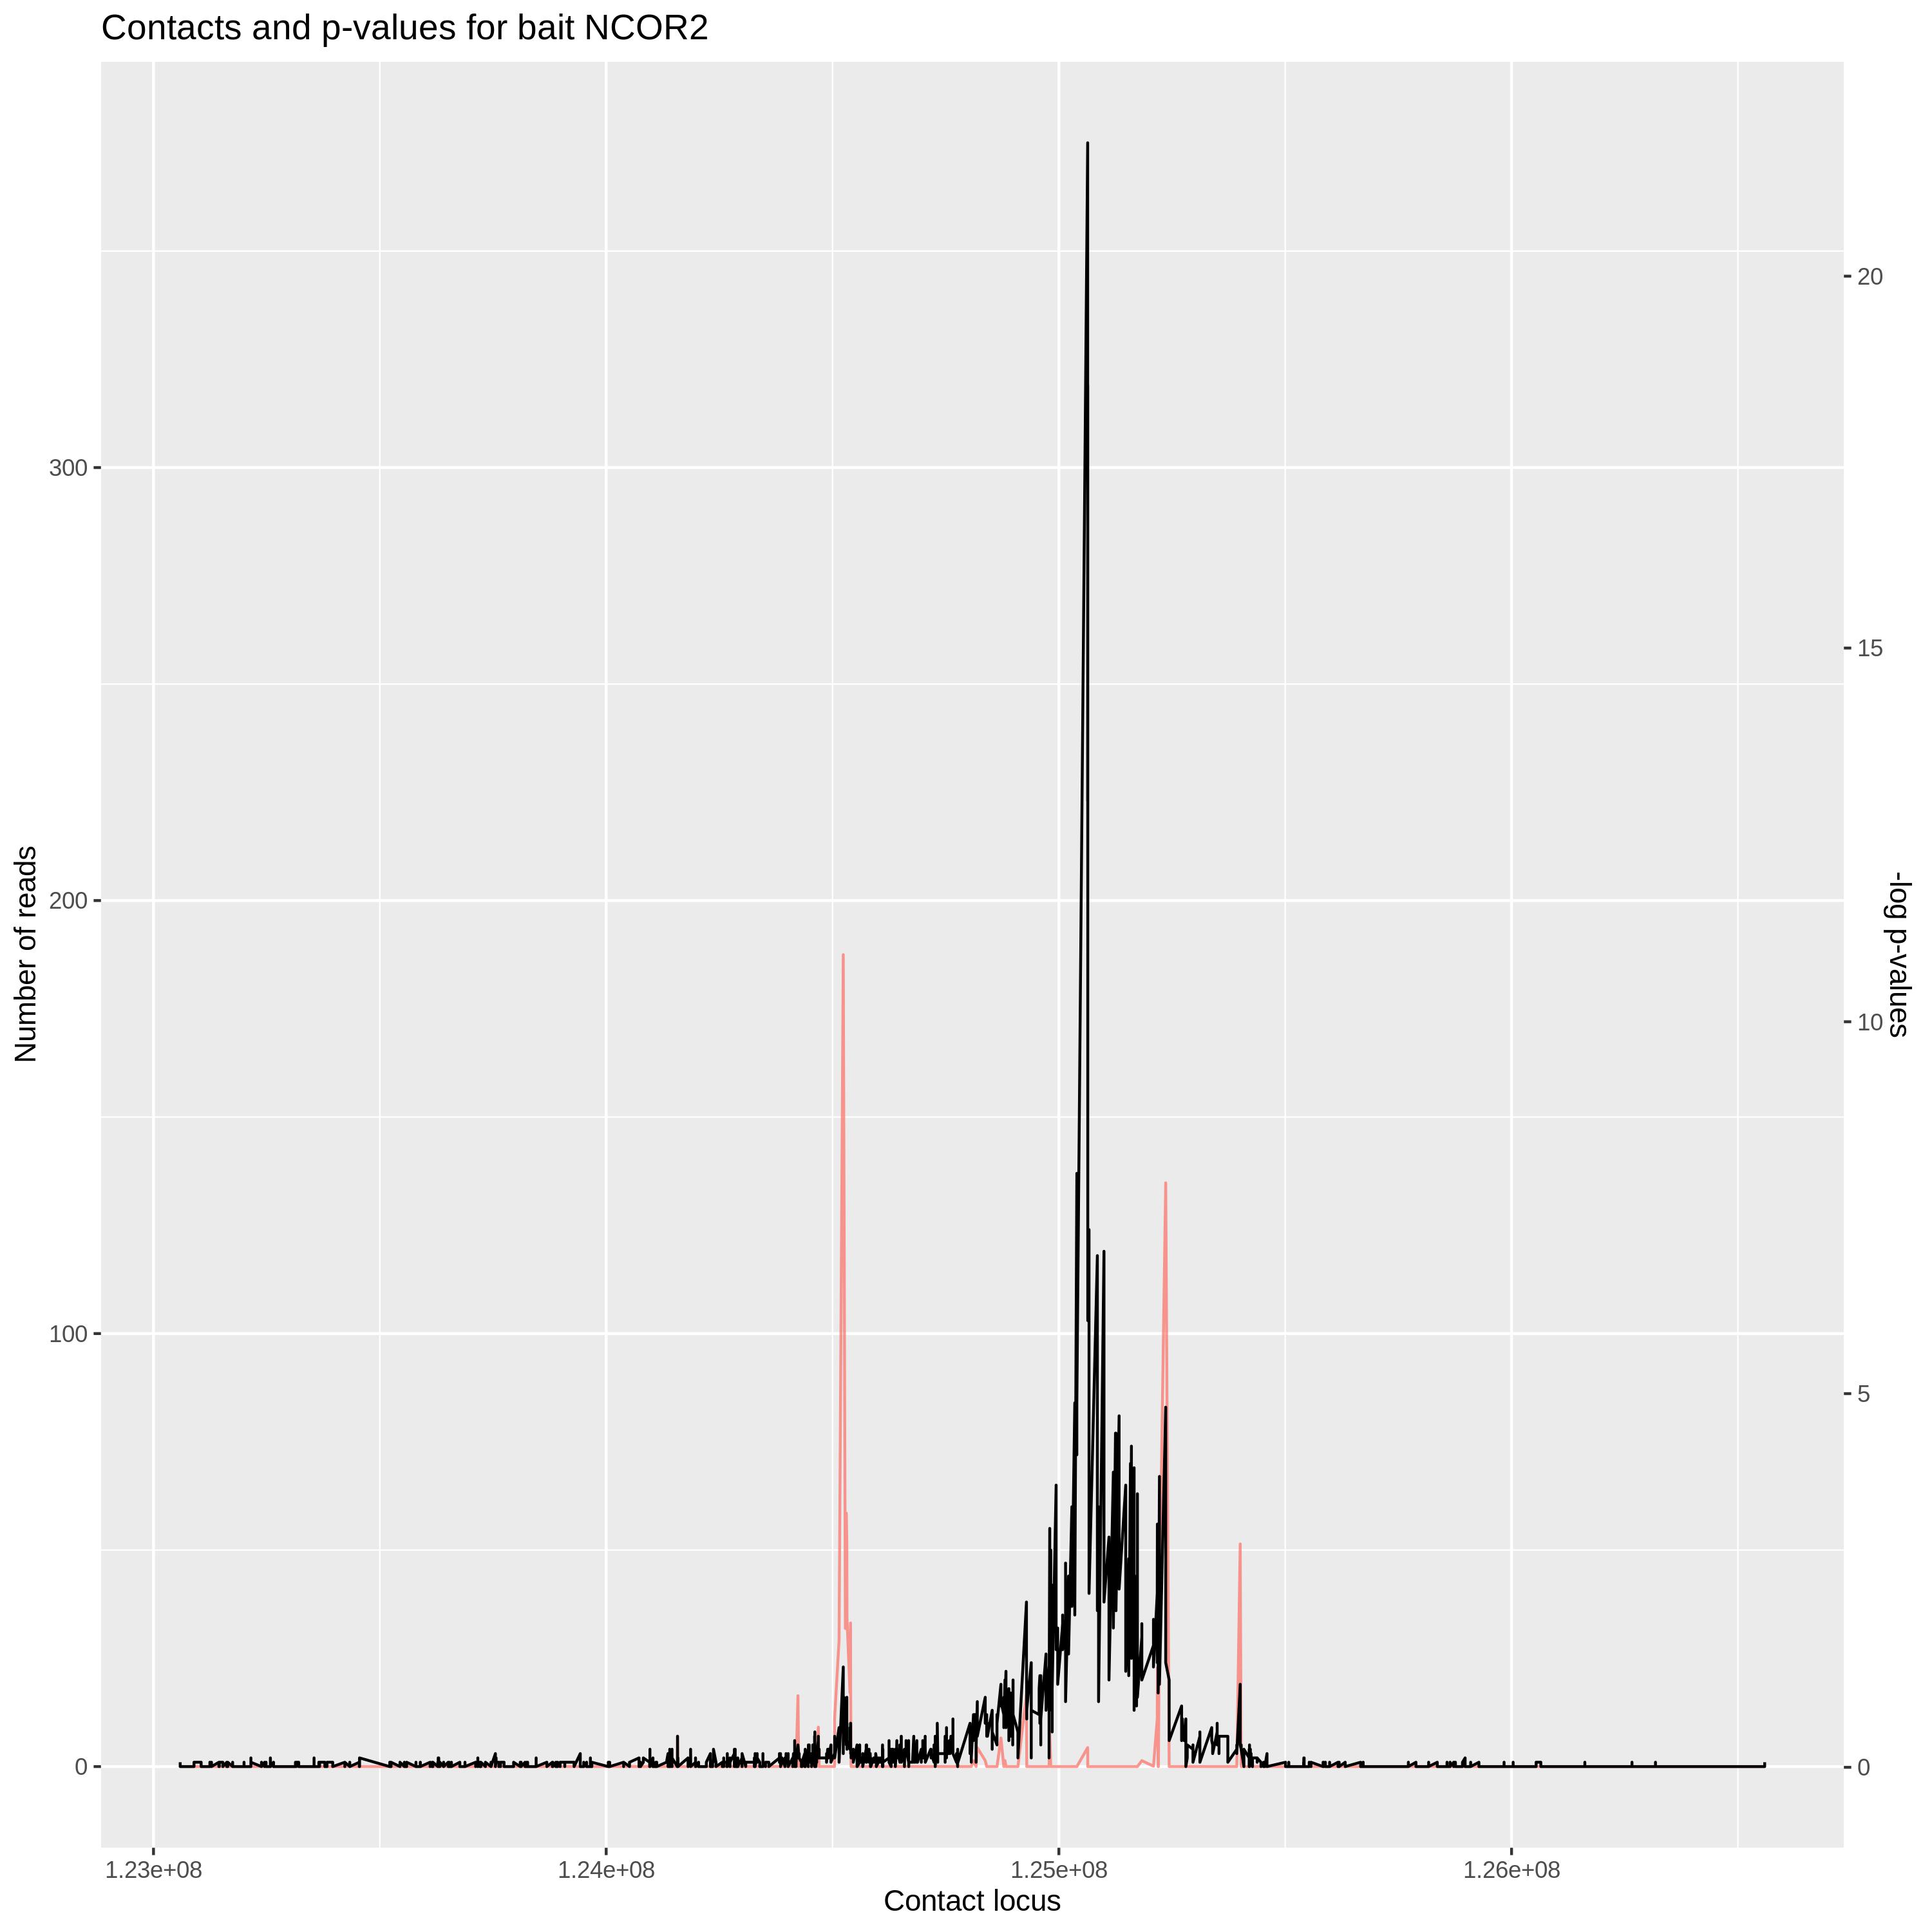 Contacts and p-values for bait NCOR2
300
200
100
0
Number of reads
20
15
10
5
0
-log p-values
1.23e+08
1.24e+08
1.25e+08
1.26e+08
Contact locus